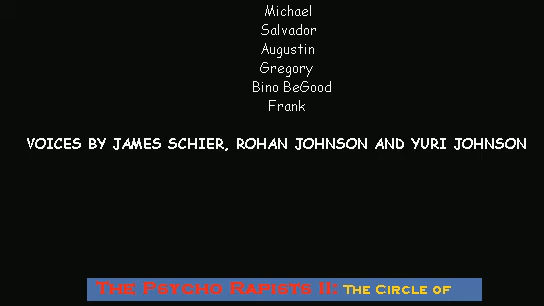 Michael
Salvador
Augustin
Gregory
Bino BeGood
Frank
VOICES BY JAMES SCHIER, ROHAN JOHNSON AND YURI JOHNSON
The Psycho Rapists II: The Circle of